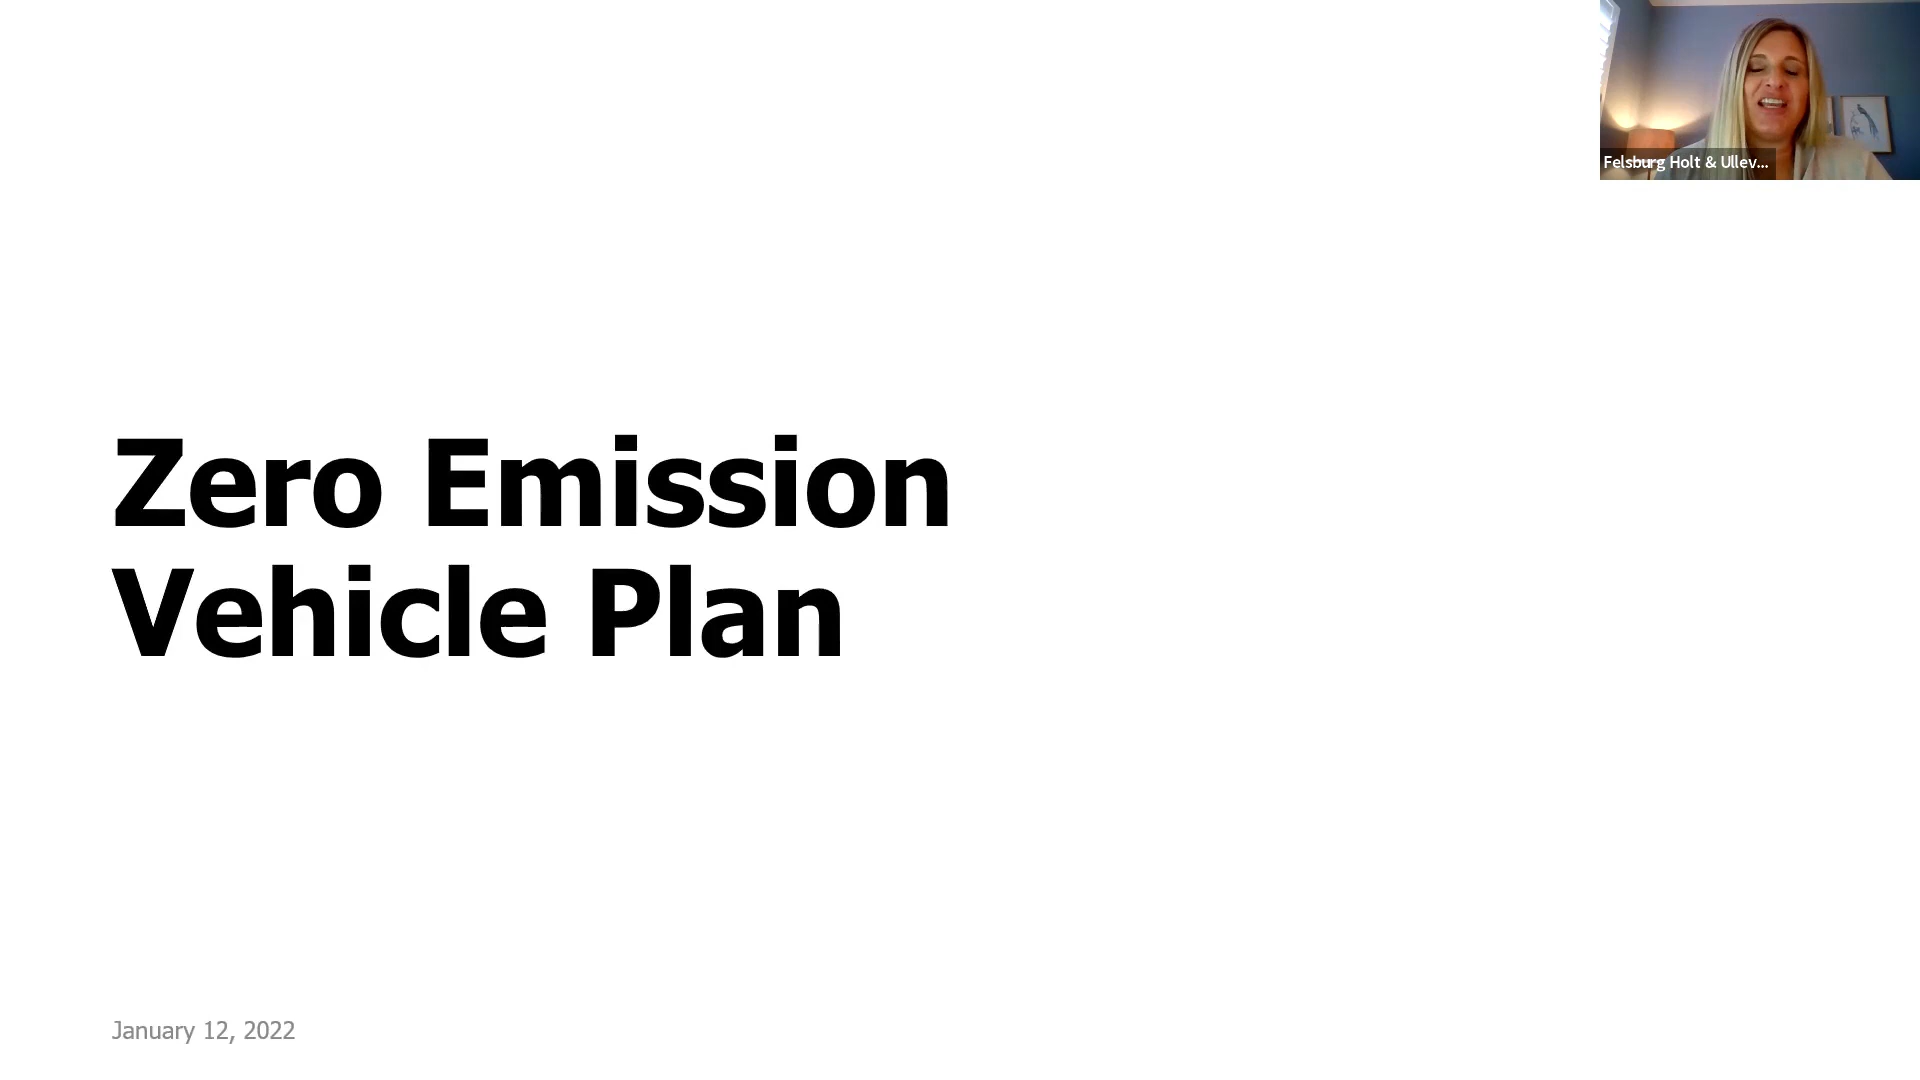 Felsburg Holt & Ullev...
Zero Emission
Vehicle Plan
January 12, 2022